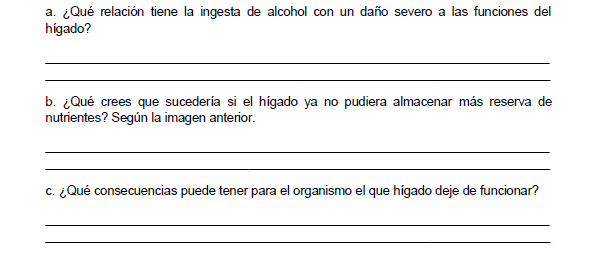 a. ¿Qué relación tiene la ingesta de alcohol con un daño severo a las funciones del
hígado?
b. ¿Qué crees que sucedería si el hígado ya no pudiera almacenar más reserva de
nutrientes? Según la imagen anterior.
c. ¿Qué consecuencias puede tener para el organismo el que hígado deje de funcionar?